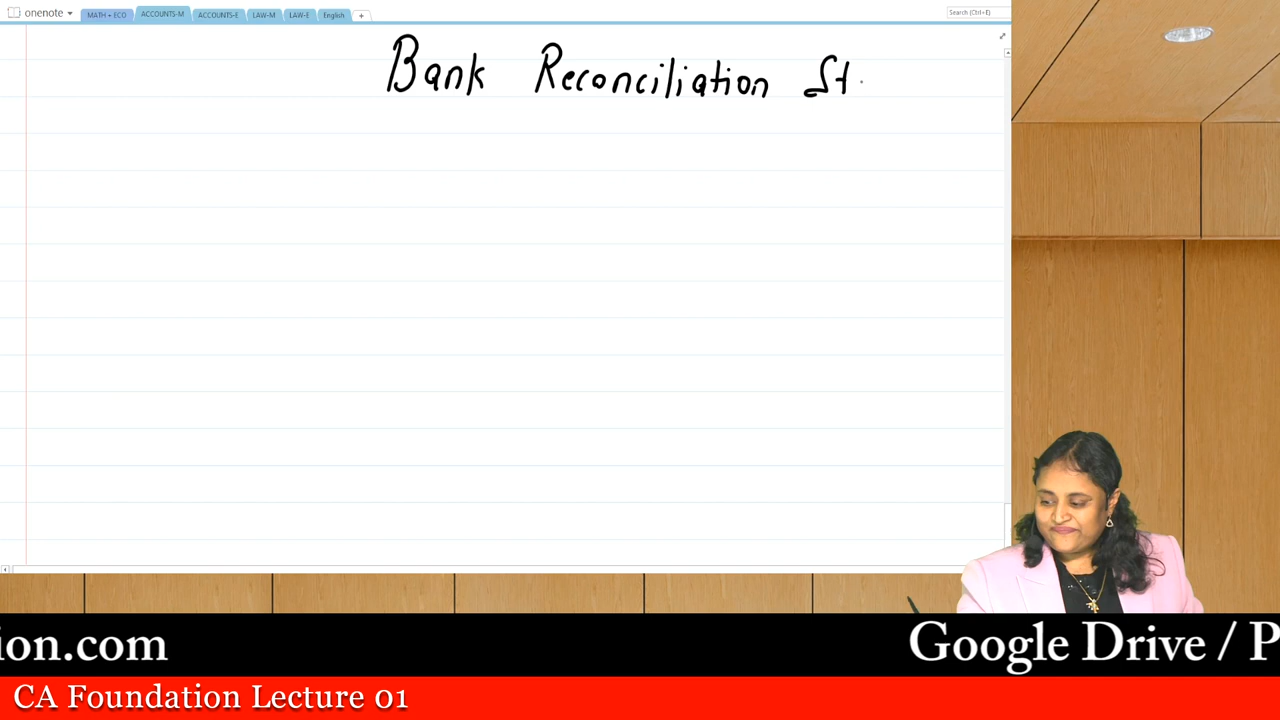 onenote MATH + ECO ACCOUNTS-M ACCOUNTS-E LAW-M LAW-E English + Search (Ctrl+E)
Bank Reconciliation St
ion.com Google Drive / P
CA Foundation Lecture 01